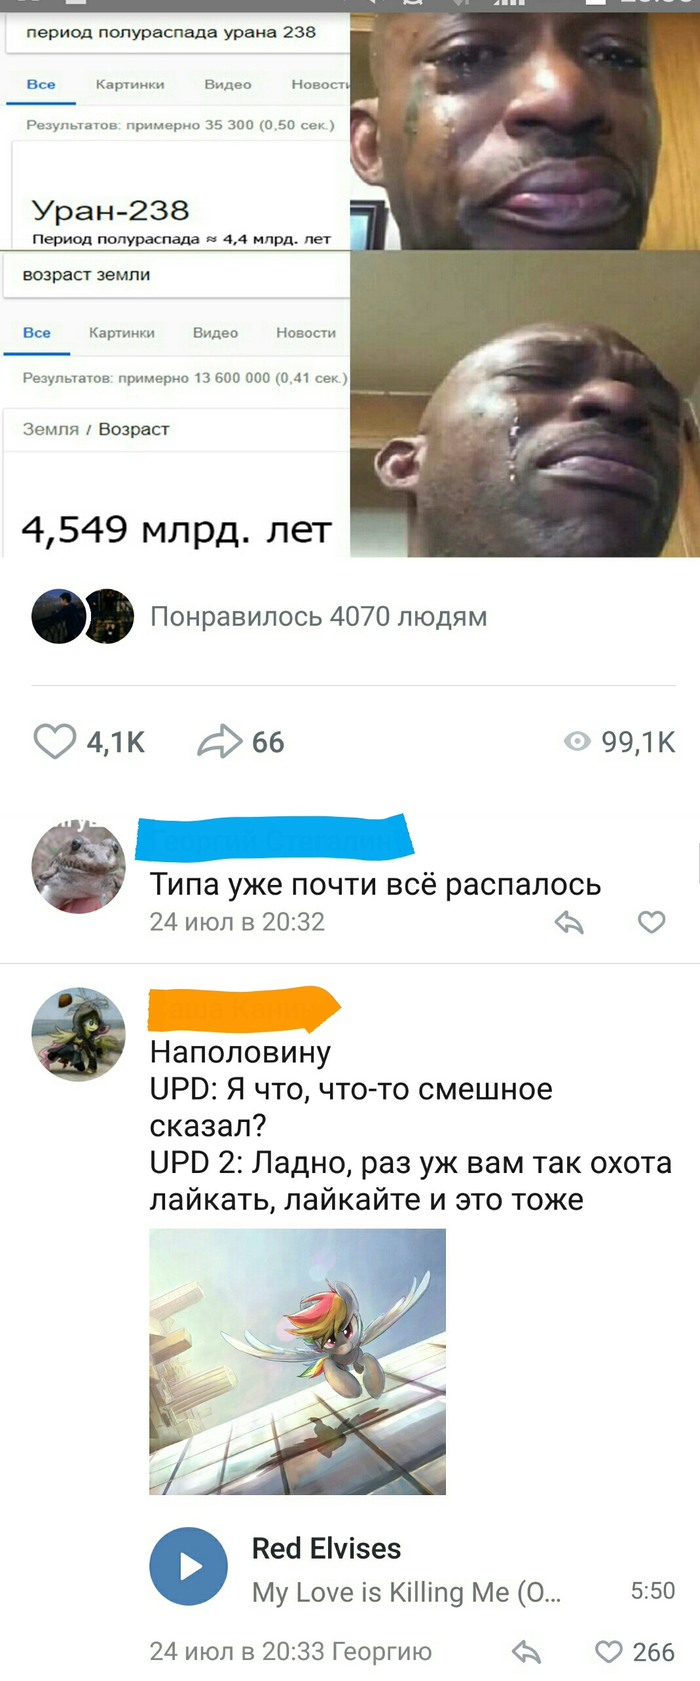 период полураспада урана 238
Все Картинки Видео Новости
Результатов: примерно 35 300 (0,50 сек.)
Уран-238
Период полураспада ≈ 4,4 млрд. лет
возраст земли
Все Картинки Видео Новости
Результатов: примерно 13 600 000 (0,41 сек.)
Земля / Возраст
4,549 млрд. лет
Понравилось 4070 людям
4,1K 66 99,1K
Типа уже почти всё распалось
24 июл в 20:32
Наполовину
UPD: Я что, что-то смешное
сказал?
UPD 2: Ладно, раз уж вам так охота
лайкать, лайкайте и это тоже
Red Elvises
My Love is Killing Me (O... 5:50
24 июл в 20:33 Георгию 266